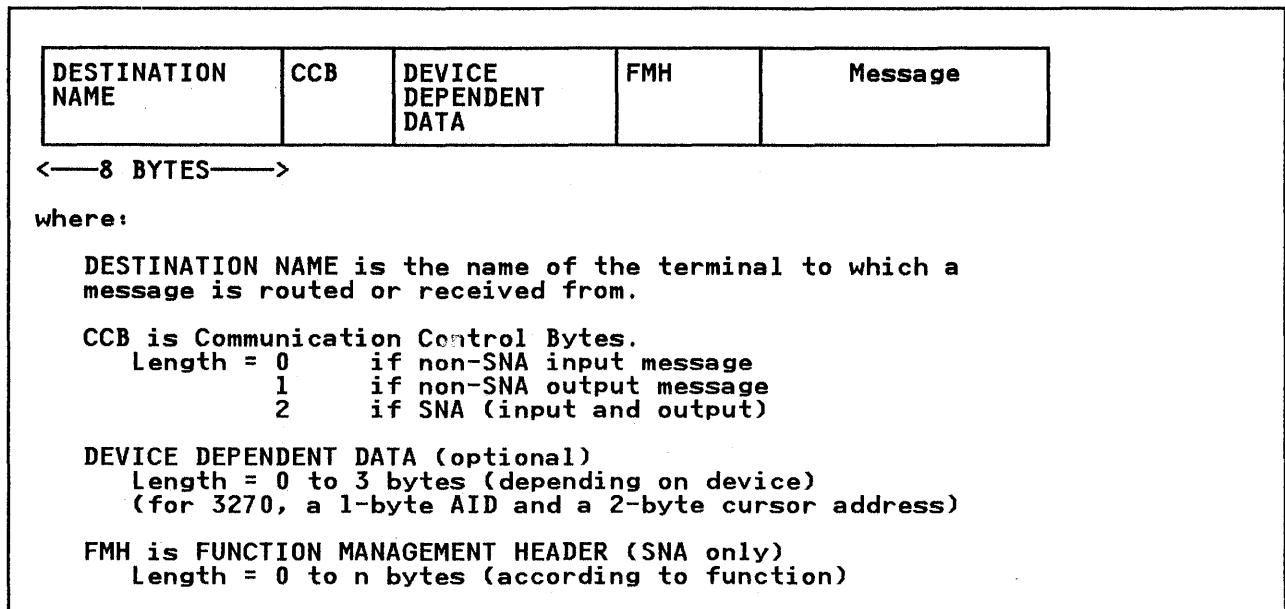 DESTINATION NAME
CCB
DEVICE DEPENDENT DATA
FMH
Message
<——8 BYTES——>
where:
DESTINATION NAME is the name of the terminal to which a
message is routed or received from.
CCB is Communication Control Bytes.
Length = 0 if non-SNA input message
1 if non-SNA output message
2 if SNA (input and output)
DEVICE DEPENDENT DATA (optional)
Length = 0 to 3 bytes (depending on device)
(for 3270, a 1-byte AID and a 2-byte cursor address)
FMH is FUNCTION MANAGEMENT HEADER (SNA only)
Length = 0 to n bytes (according to function)